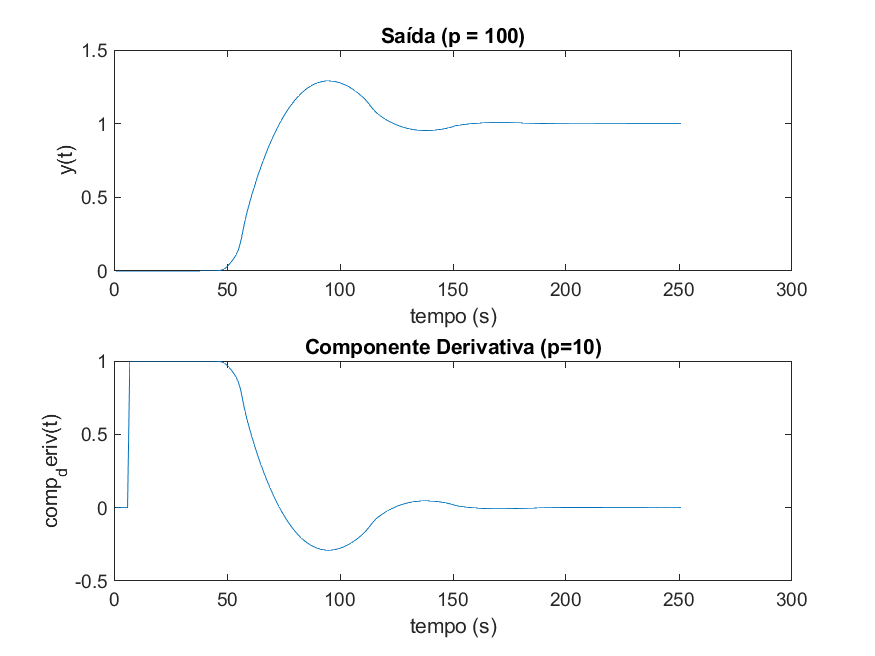 Saída (p = 100)
1.5
1
0.5
0
y(t)
0 50 100 150 200 250 300
tempo (s)
Componente Derivativa (p=10)
1
0.5
0
-0.5
comp_deriv(t)
0 50 100 150 200 250 300
tempo (s)